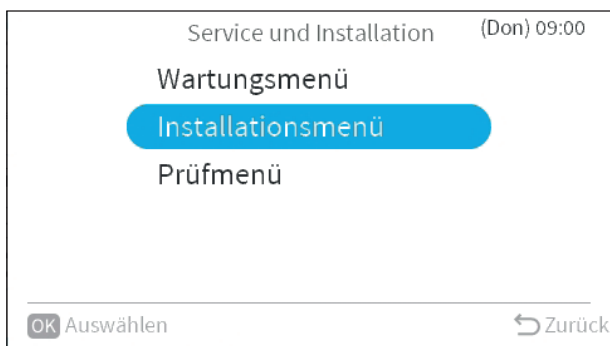 Service und Installation (Don) 09:00
Wartungsmenü
Installationsmenü
Prüfmenü
OK Auswählen Zurück